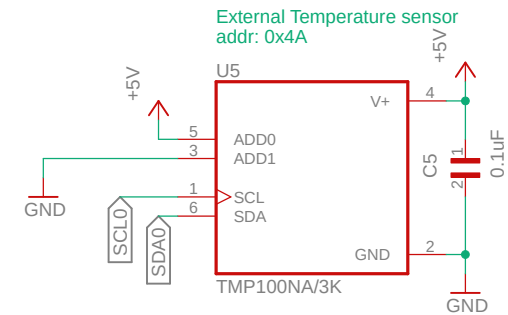 External Temperature sensor
addr: 0x4A
+5V
U5
+5V
V+
4
5
ADD0
3
ADD1
1
2
C5
0.1uF
GND
1
SCL
6
SDA
SCL0
SDA0
GND
2
TMP100NA/3K
GND